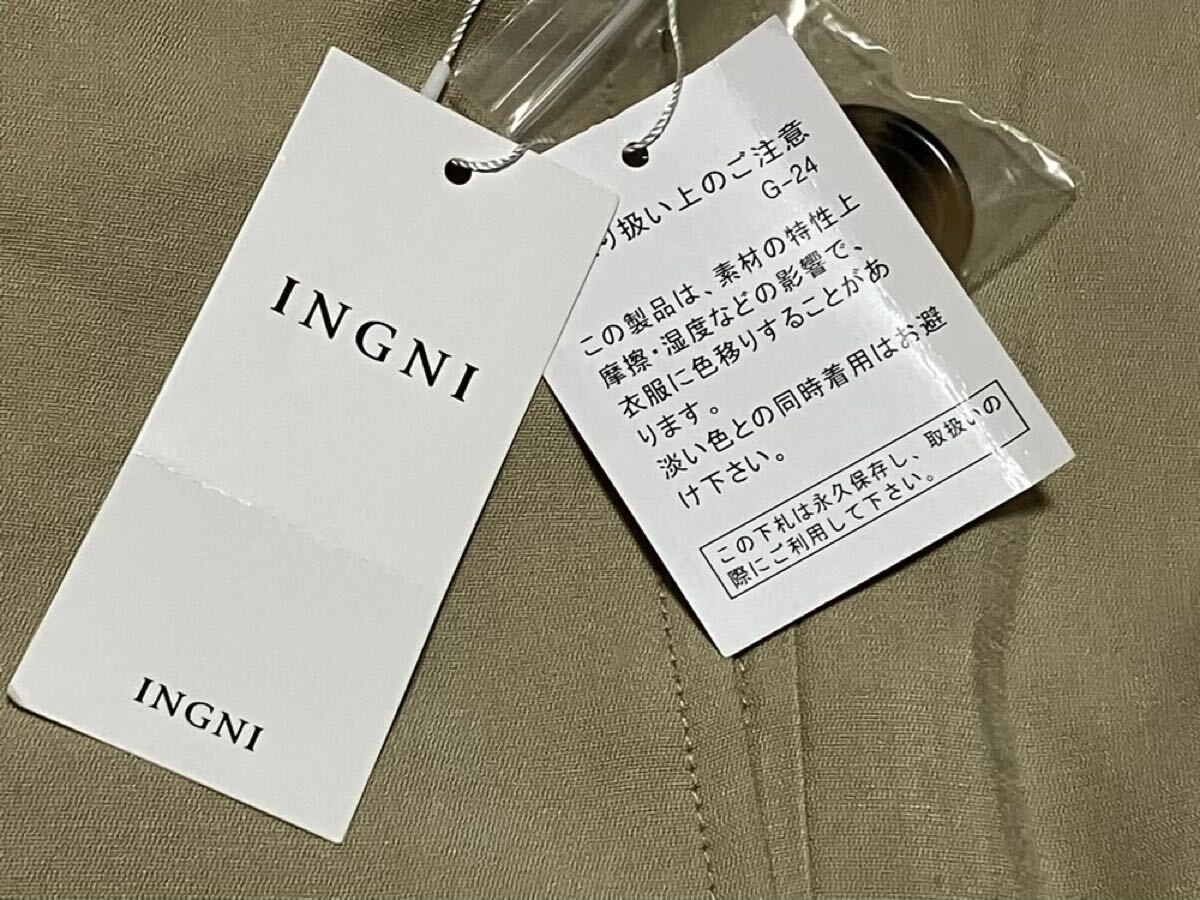 INGNI
INGNI
り扱い上のご注意
G-24
この製品は、素材の特性上
摩擦・湿度などの影響で、
衣服に色移りすることがあ
ります。
淡い色との同時着用はお避
け下さい。
この下札は永久保存し、取扱いの
際にご利用して下さい。